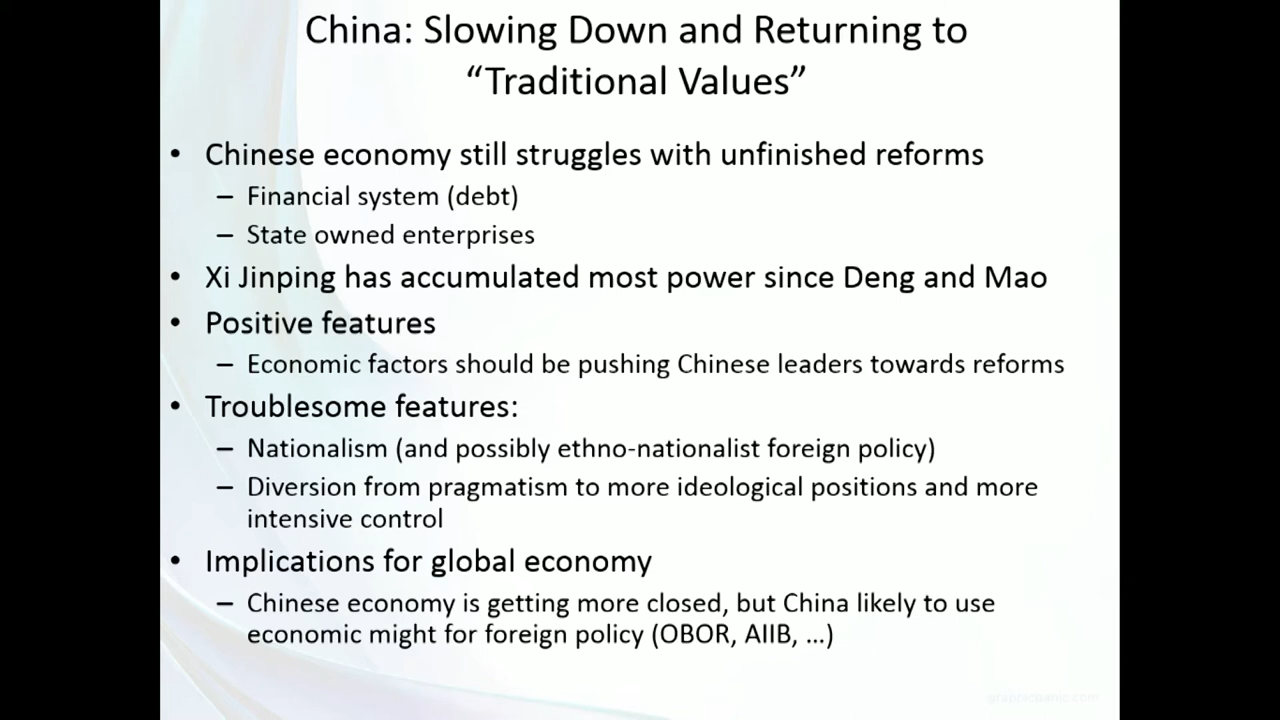 China: Slowing Down and Returning to
“Traditional Values”
• Chinese economy still struggles with unfinished reforms
– Financial system (debt)
– State owned enterprises
• Xi Jinping has accumulated most power since Deng and Mao
• Positive features
– Economic factors should be pushing Chinese leaders towards reforms
• Troublesome features:
– Nationalism (and possibly ethno-nationalist foreign policy)
– Diversion from pragmatism to more ideological positions and more
intensive control
• Implications for global economy
– Chinese economy is getting more closed, but China likely to use
economic might for foreign policy (OBOR, AIIB, ...)